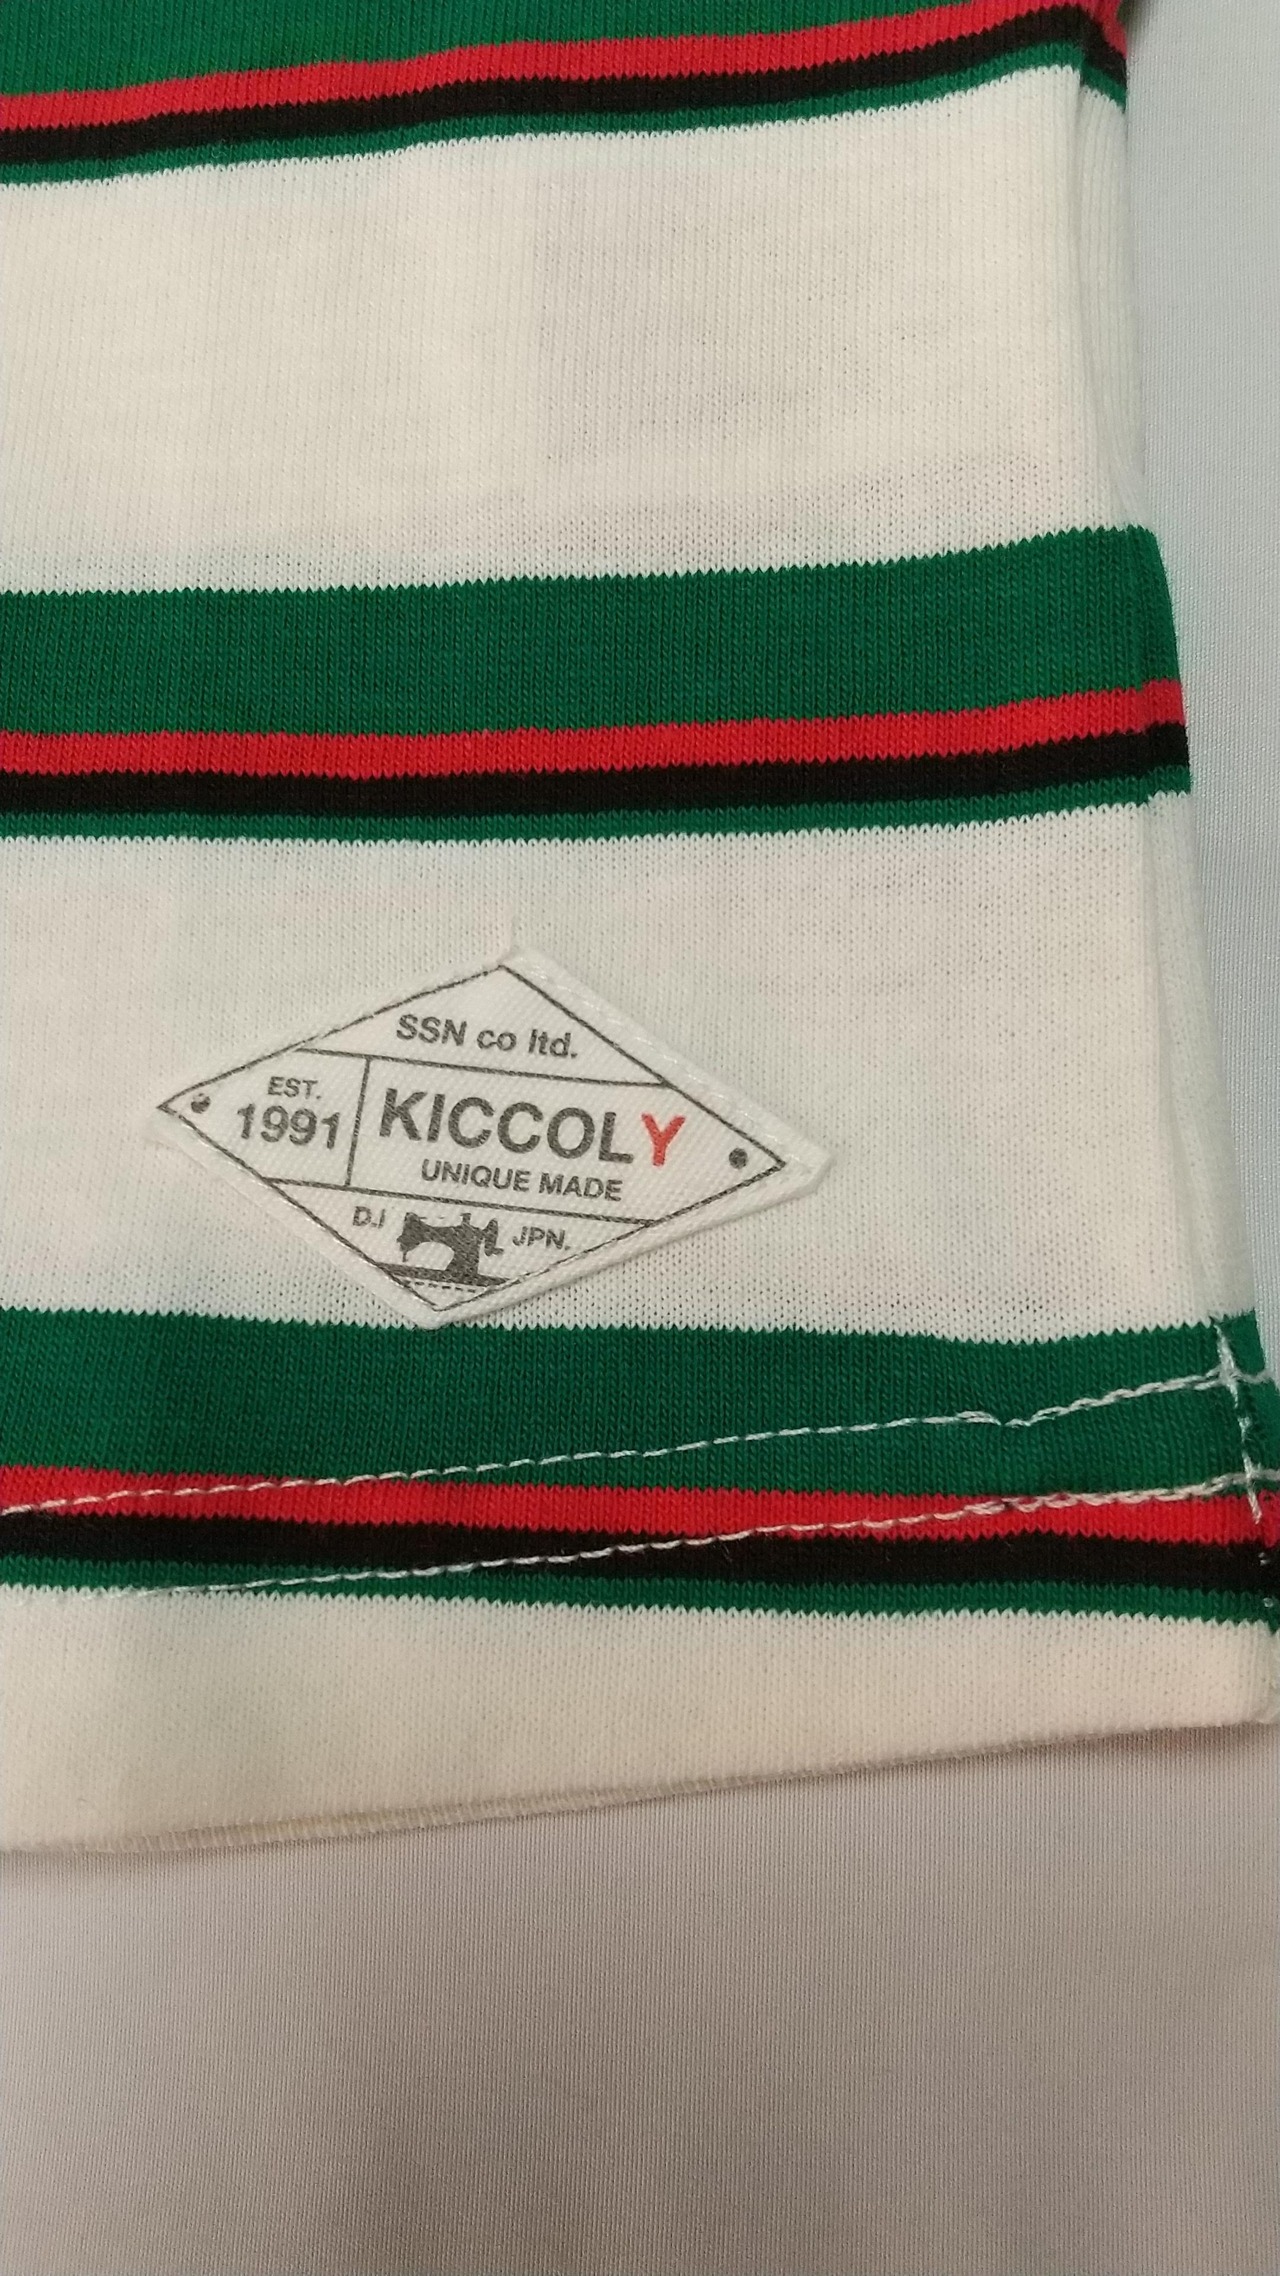 SSN co ltd.
EST.
1991
KICCOLY
UNIQUE MADE
D.I
JPN.